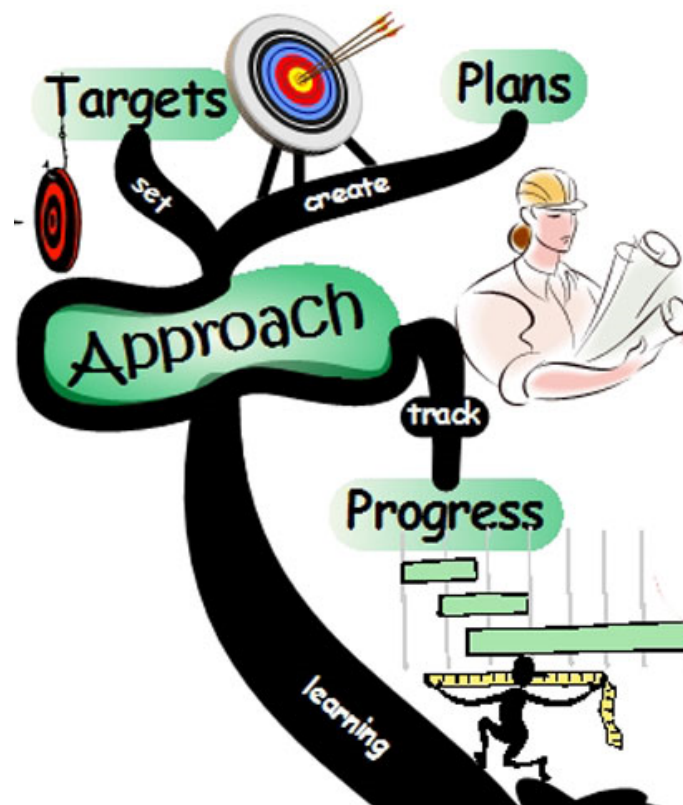 Targets
Plans
set
create
Approach
track
Progress
learning